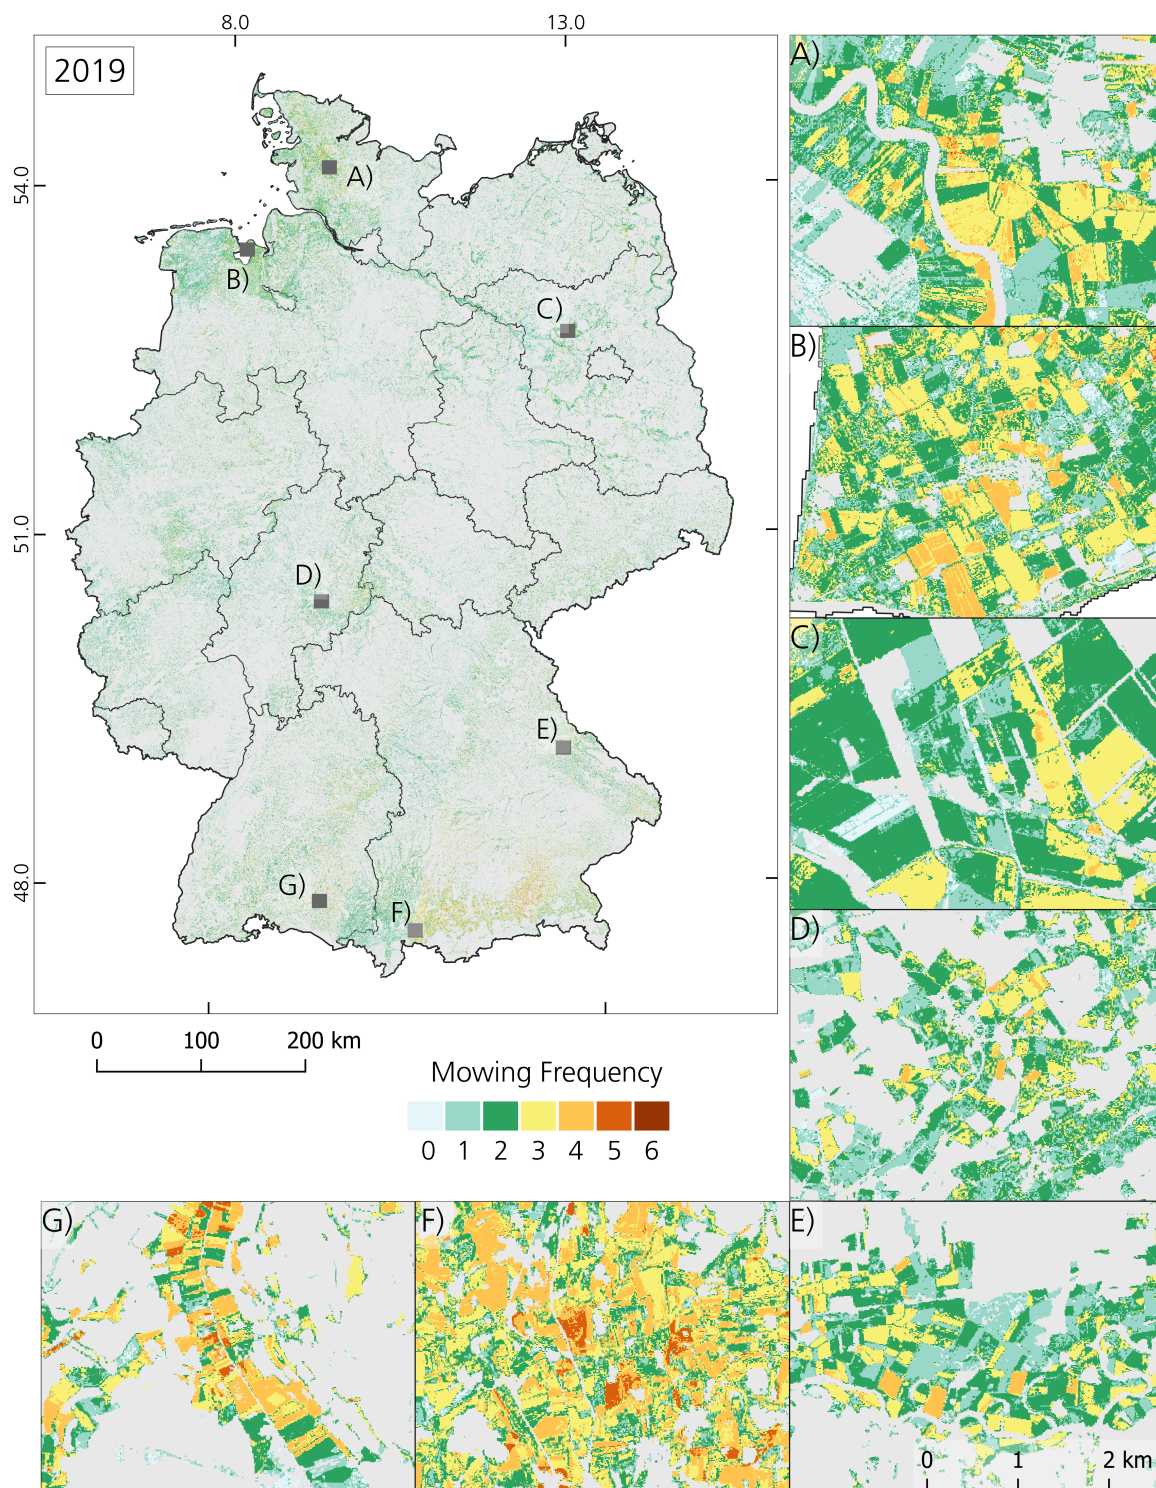 8.0 13.0
2019
54.0
51.0
48.0
A)
B)
C)
D)
E)
G)
F)
0 100 200 km
Mowing Frequency
0 1 2 3 4 5 6
A)
B)
C)
D)
G) F) E)
0 1 2 km